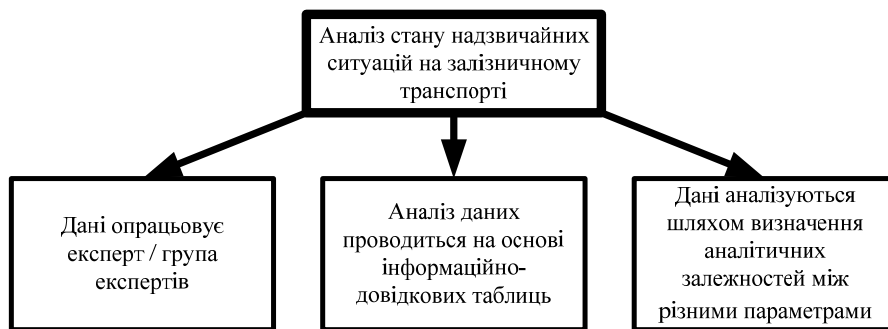 Аналіз стану надзвичайних
ситуацій на залізничному
транспорті
Дані опрацьовує
експерт / група
експертів
Аналіз даних
проводиться на основі
інформаційно-
довідкових таблиць
Дані аналізуються
шляхом визначення
аналітичних
залежностей між
різними параметрами